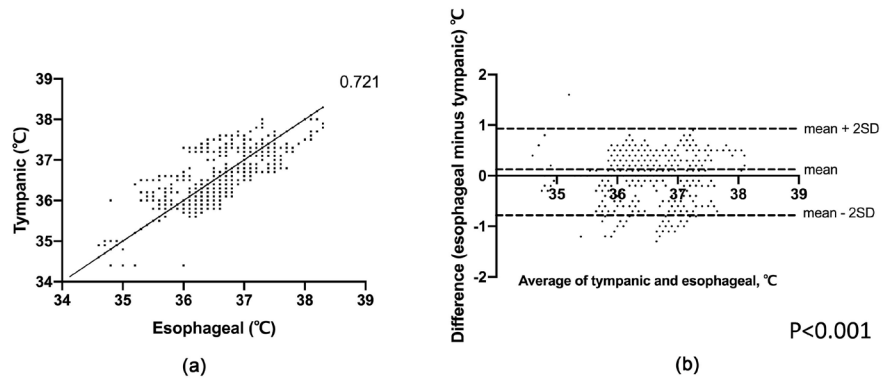 0.721
39
38
37
36
35
34
34 35 36 37 38 39
Tympanic (℃)
Esophageal (℃)
(a)
Difference (esophageal minus tympanic) ℃
2
1
0
-1
-2
35 36 37 38 39
mean + 2SD
mean
mean - 2SD
Average of tympanic and esophageal, ℃
P<0.001
(b)